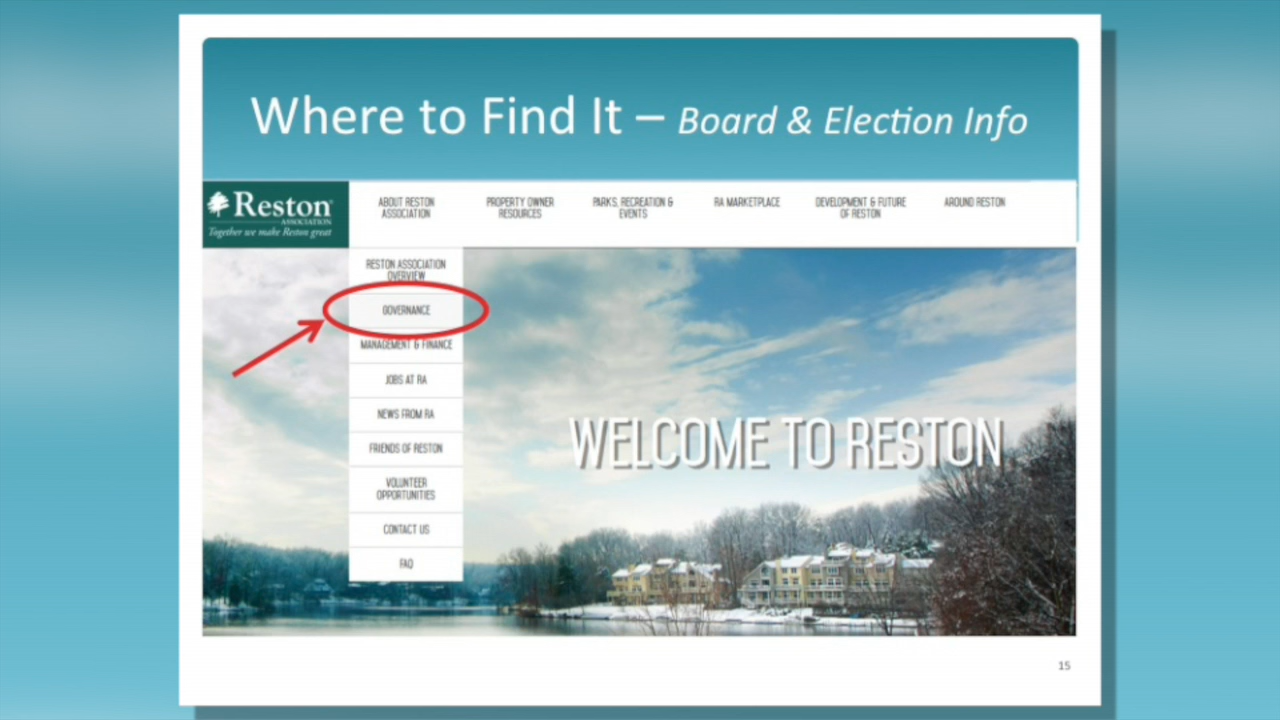 Where to Find It – Board & Election Info
Reston
ASSOCIATION
Together we make Reston great
ABOUT RESTON
ASSOCIATION
PROPERTY OWNER
RESOURCES
PARKS, RECREATION &
EVENTS
RA MARKETPLACE
DEVELOPMENT & FUTURE
OF RESTON
AROUND RESTON
RESTON ASSOCIATION
OVERVIEW
GOVERNANCE
MANAGEMENT & FINANCE
JOBS AT RA
NEWS FROM RA
FRIENDS OF RESTON
VOLUNTEER
OPPORTUNITIES
CONTACT US
FAQ
WELCOME TO RESTON
15